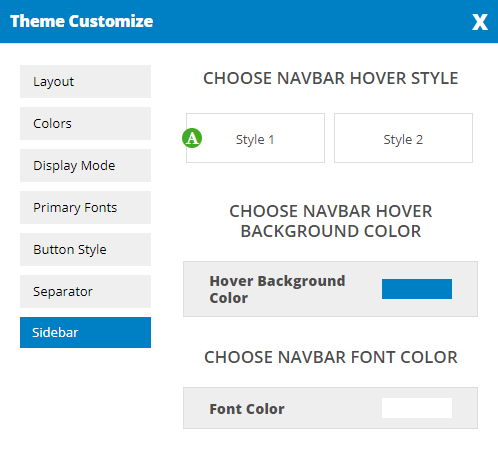 Theme Customize X
Layout
Colors
Display Mode
Primary Fonts
Button Style
Separator
Sidebar
CHOOSE NAVBAR HOVER STYLE
A Style 1 Style 2
CHOOSE NAVBAR HOVER
BACKGROUND COLOR
Hover Background
Color
CHOOSE NAVBAR FONT COLOR
Font Color